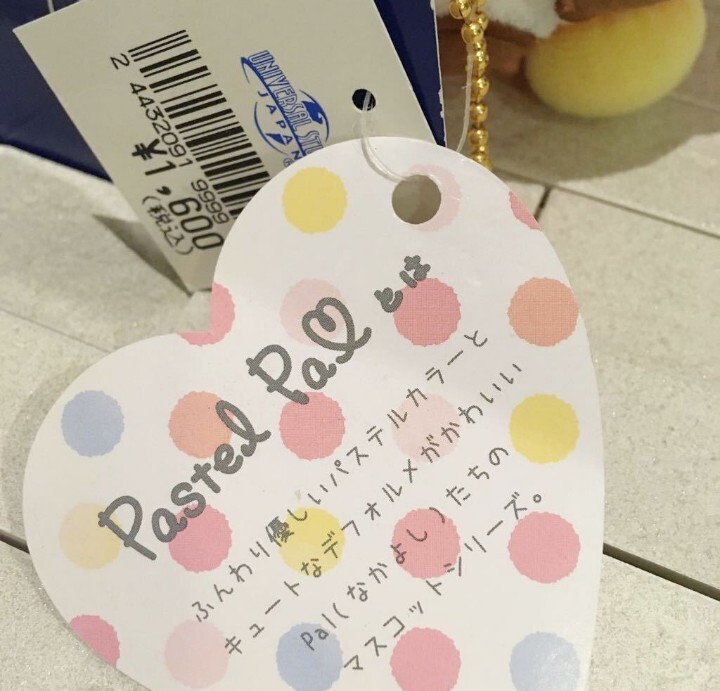 UNIVERSAL
JAPAN
2 4432091 9999
¥1,600
(税込)
Pastel Pal とは
ふんわり優しいパステルカラーと
キュートなデフォルメがかわいい
Pal(なかよし)たちの
マスコットシリーズ。